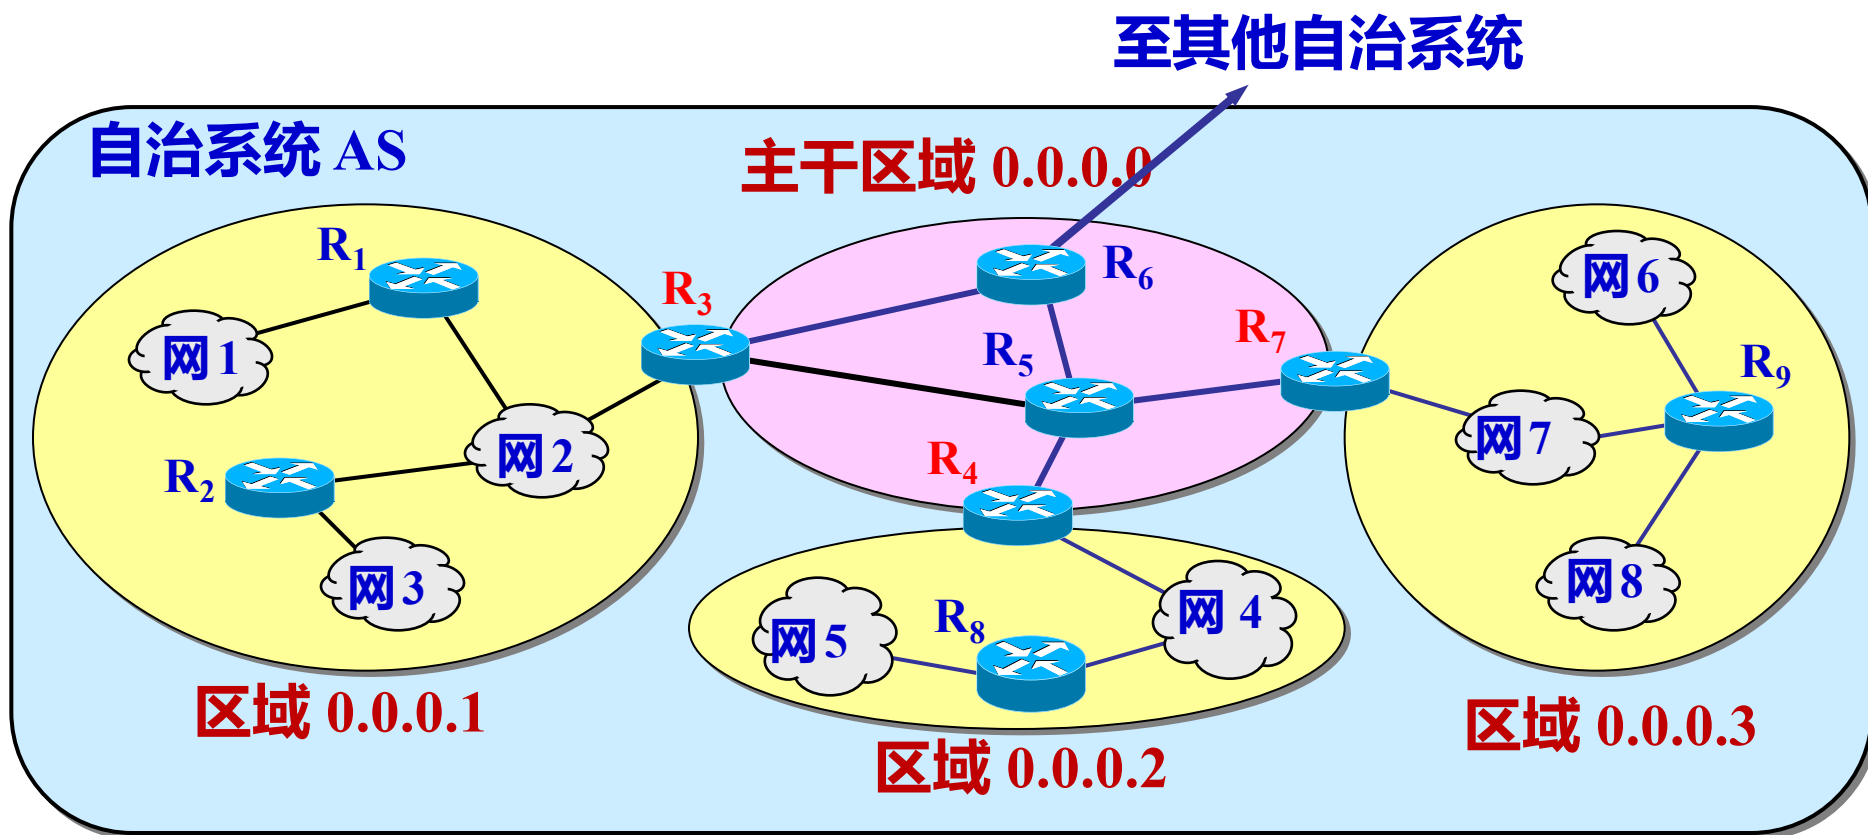 至其他自治系统
自治系统 AS
主干区域 0.0.0.0
R1
R3
R6
网6
网1
R5
R7
R9
R2
网2
R4
网7
网3
网8
网5
R8
网 4
区域 0.0.0.1
区域 0.0.0.2
区域 0.0.0.3